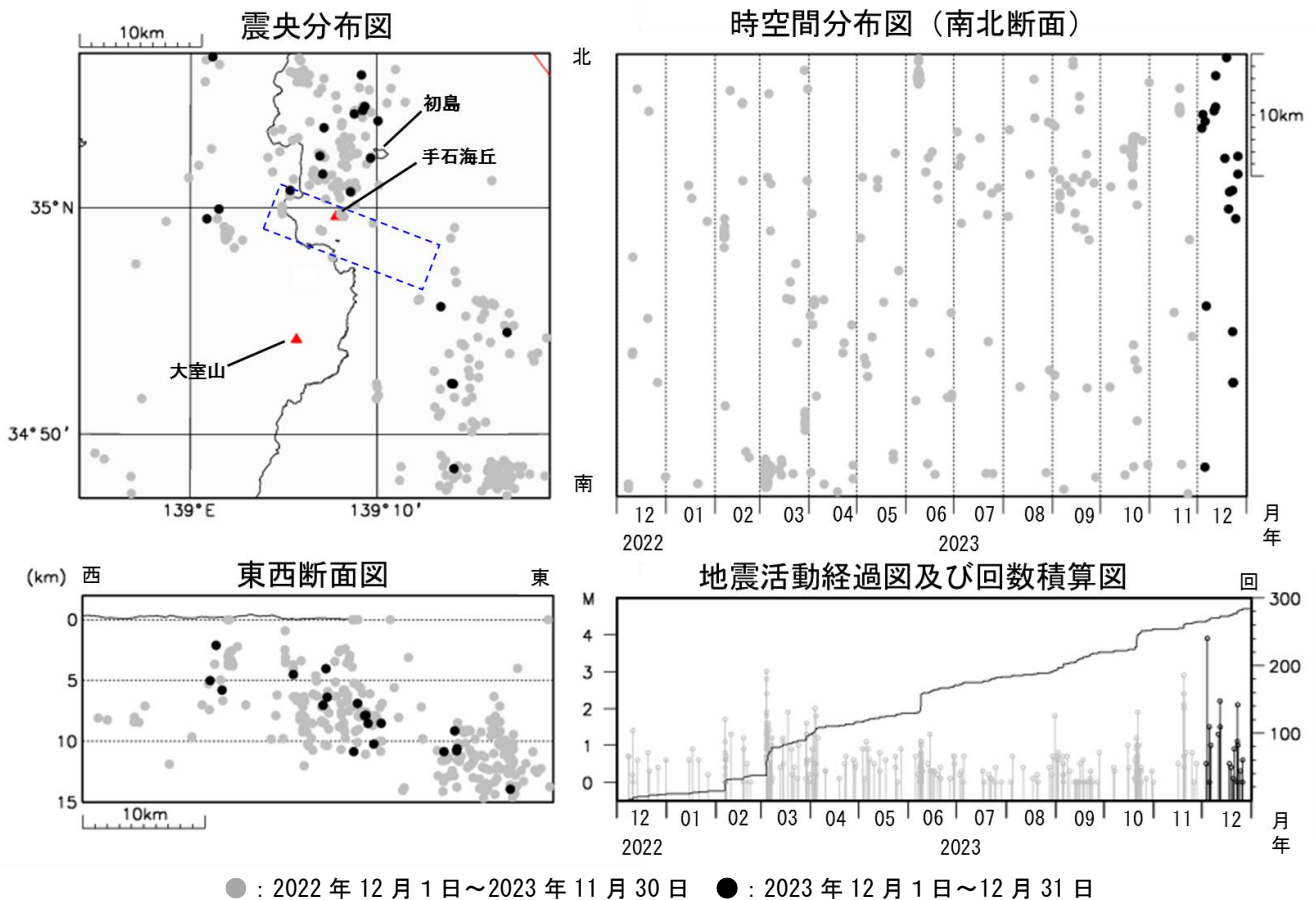 震央分布図
10km
初島
手石海丘
35°N
大室山
34°50′
139°E
139°10′
時空間分布図（南北断面）
北
10km
南
12 01 02 03 04 05 06 07 08 09 10 11 12 月
2022 2023 年
東西断面図
(km) 西 東
0
5
10
15
10km
地震活動経過図及び回数積算図
M 回
4
3
2
1
0
300
200
100
12 01 02 03 04 05 06 07 08 09 10 11 12 月
2022 2023 年
：2022 年 12 月 1 日～2023 年 11 月 30 日 ：2023 年 12 月 1 日～12 月 31 日